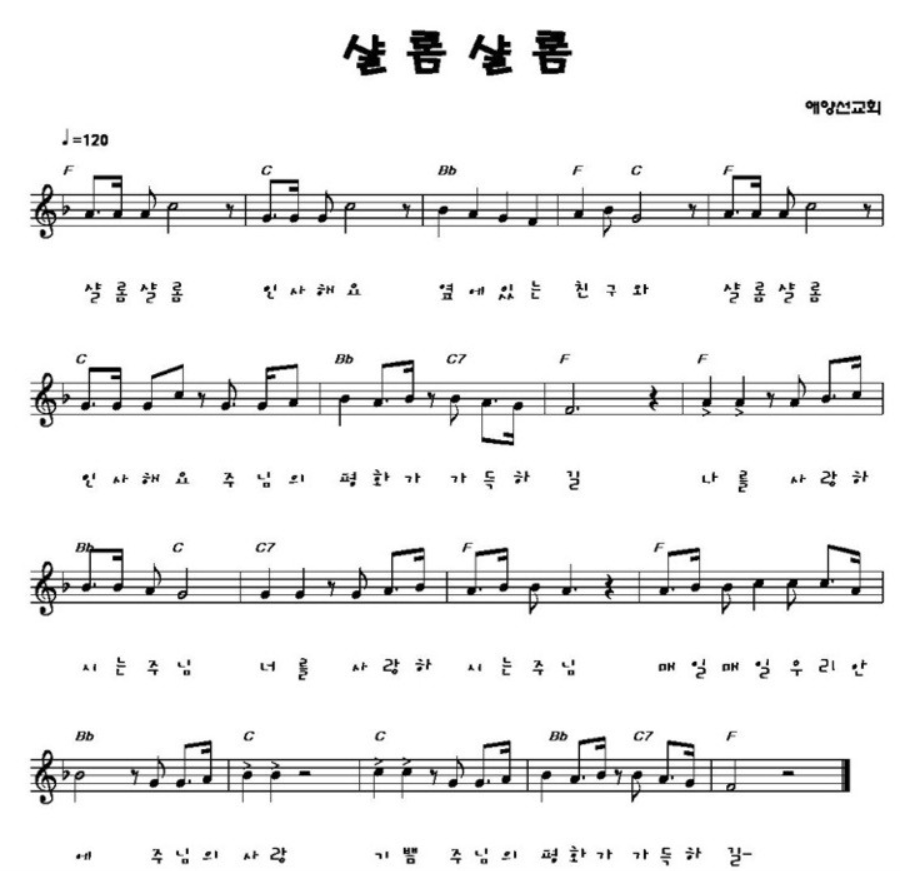 샬롬샬롬
애양선교회
♩=120
F C Bb F C F
샬롬샬롬 인사해요 옆에있는 친구와 샬롬샬롬
C Bb C7 F F
인사해요 주님의 평화가 가득하길 나를 사랑하
Bb C C7 F F
시는주님 너를 사랑하 시는주님 매일매일우리안
Bb C C Bb C7 F
에 주님의사랑 기쁨 주님의 평화가 가득하 길-